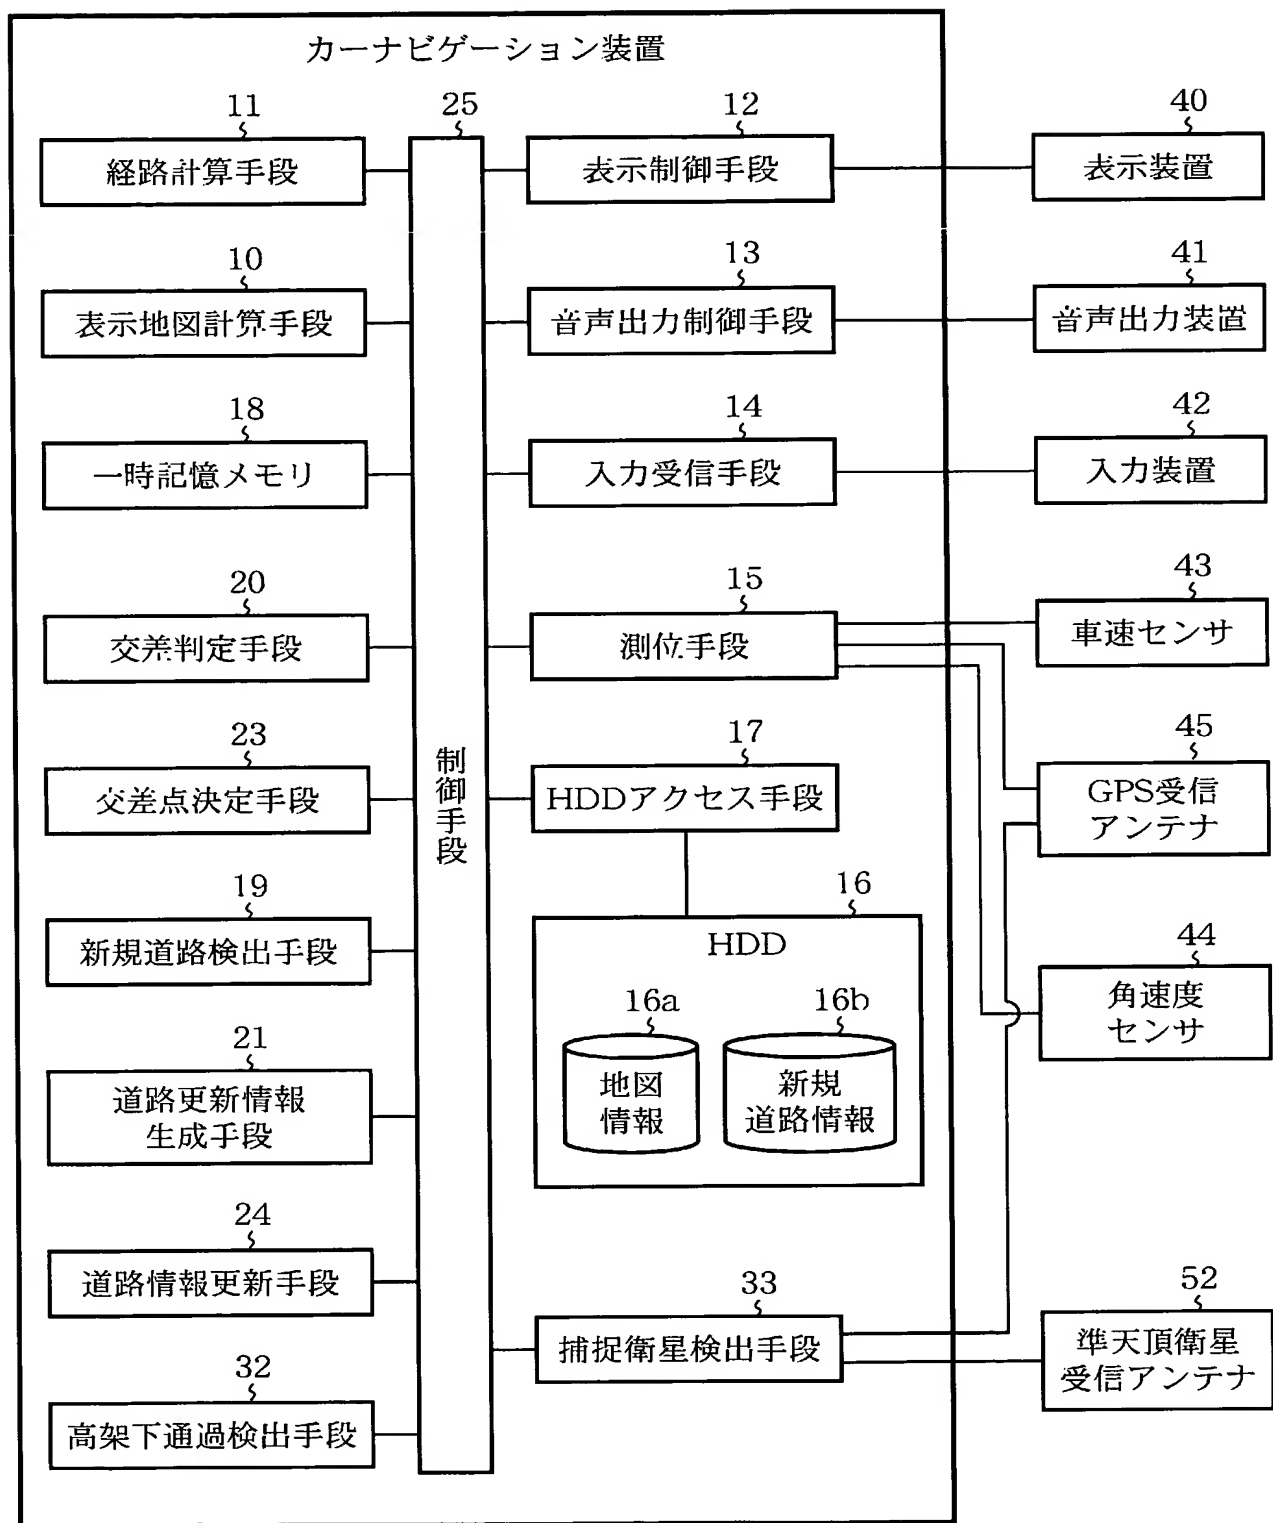 カーナビゲーション装置
11
25
12
40
経路計算手段
表示制御手段
表示装置
10
13
41
表示地図計算手段
音声出力制御手段
音声出力装置
18
14
42
一時記憶メモリ
入力受信手段
入力装置
20
15
43
交差判定手段
測位手段
車速センサ
23
17
45
制御手段
交差点決定手段
HDDアクセス手段
GPS受信
アンテナ
19
16
新規道路検出手段
HDD
44
角速度
センサ
16a
16b
地図
情報
新規
道路情報
21
道路更新情報
生成手段
24
33
52
道路情報更新手段
捕捉衛星検出手段
準天頂衛星
受信アンテナ
32
高架下通過検出手段